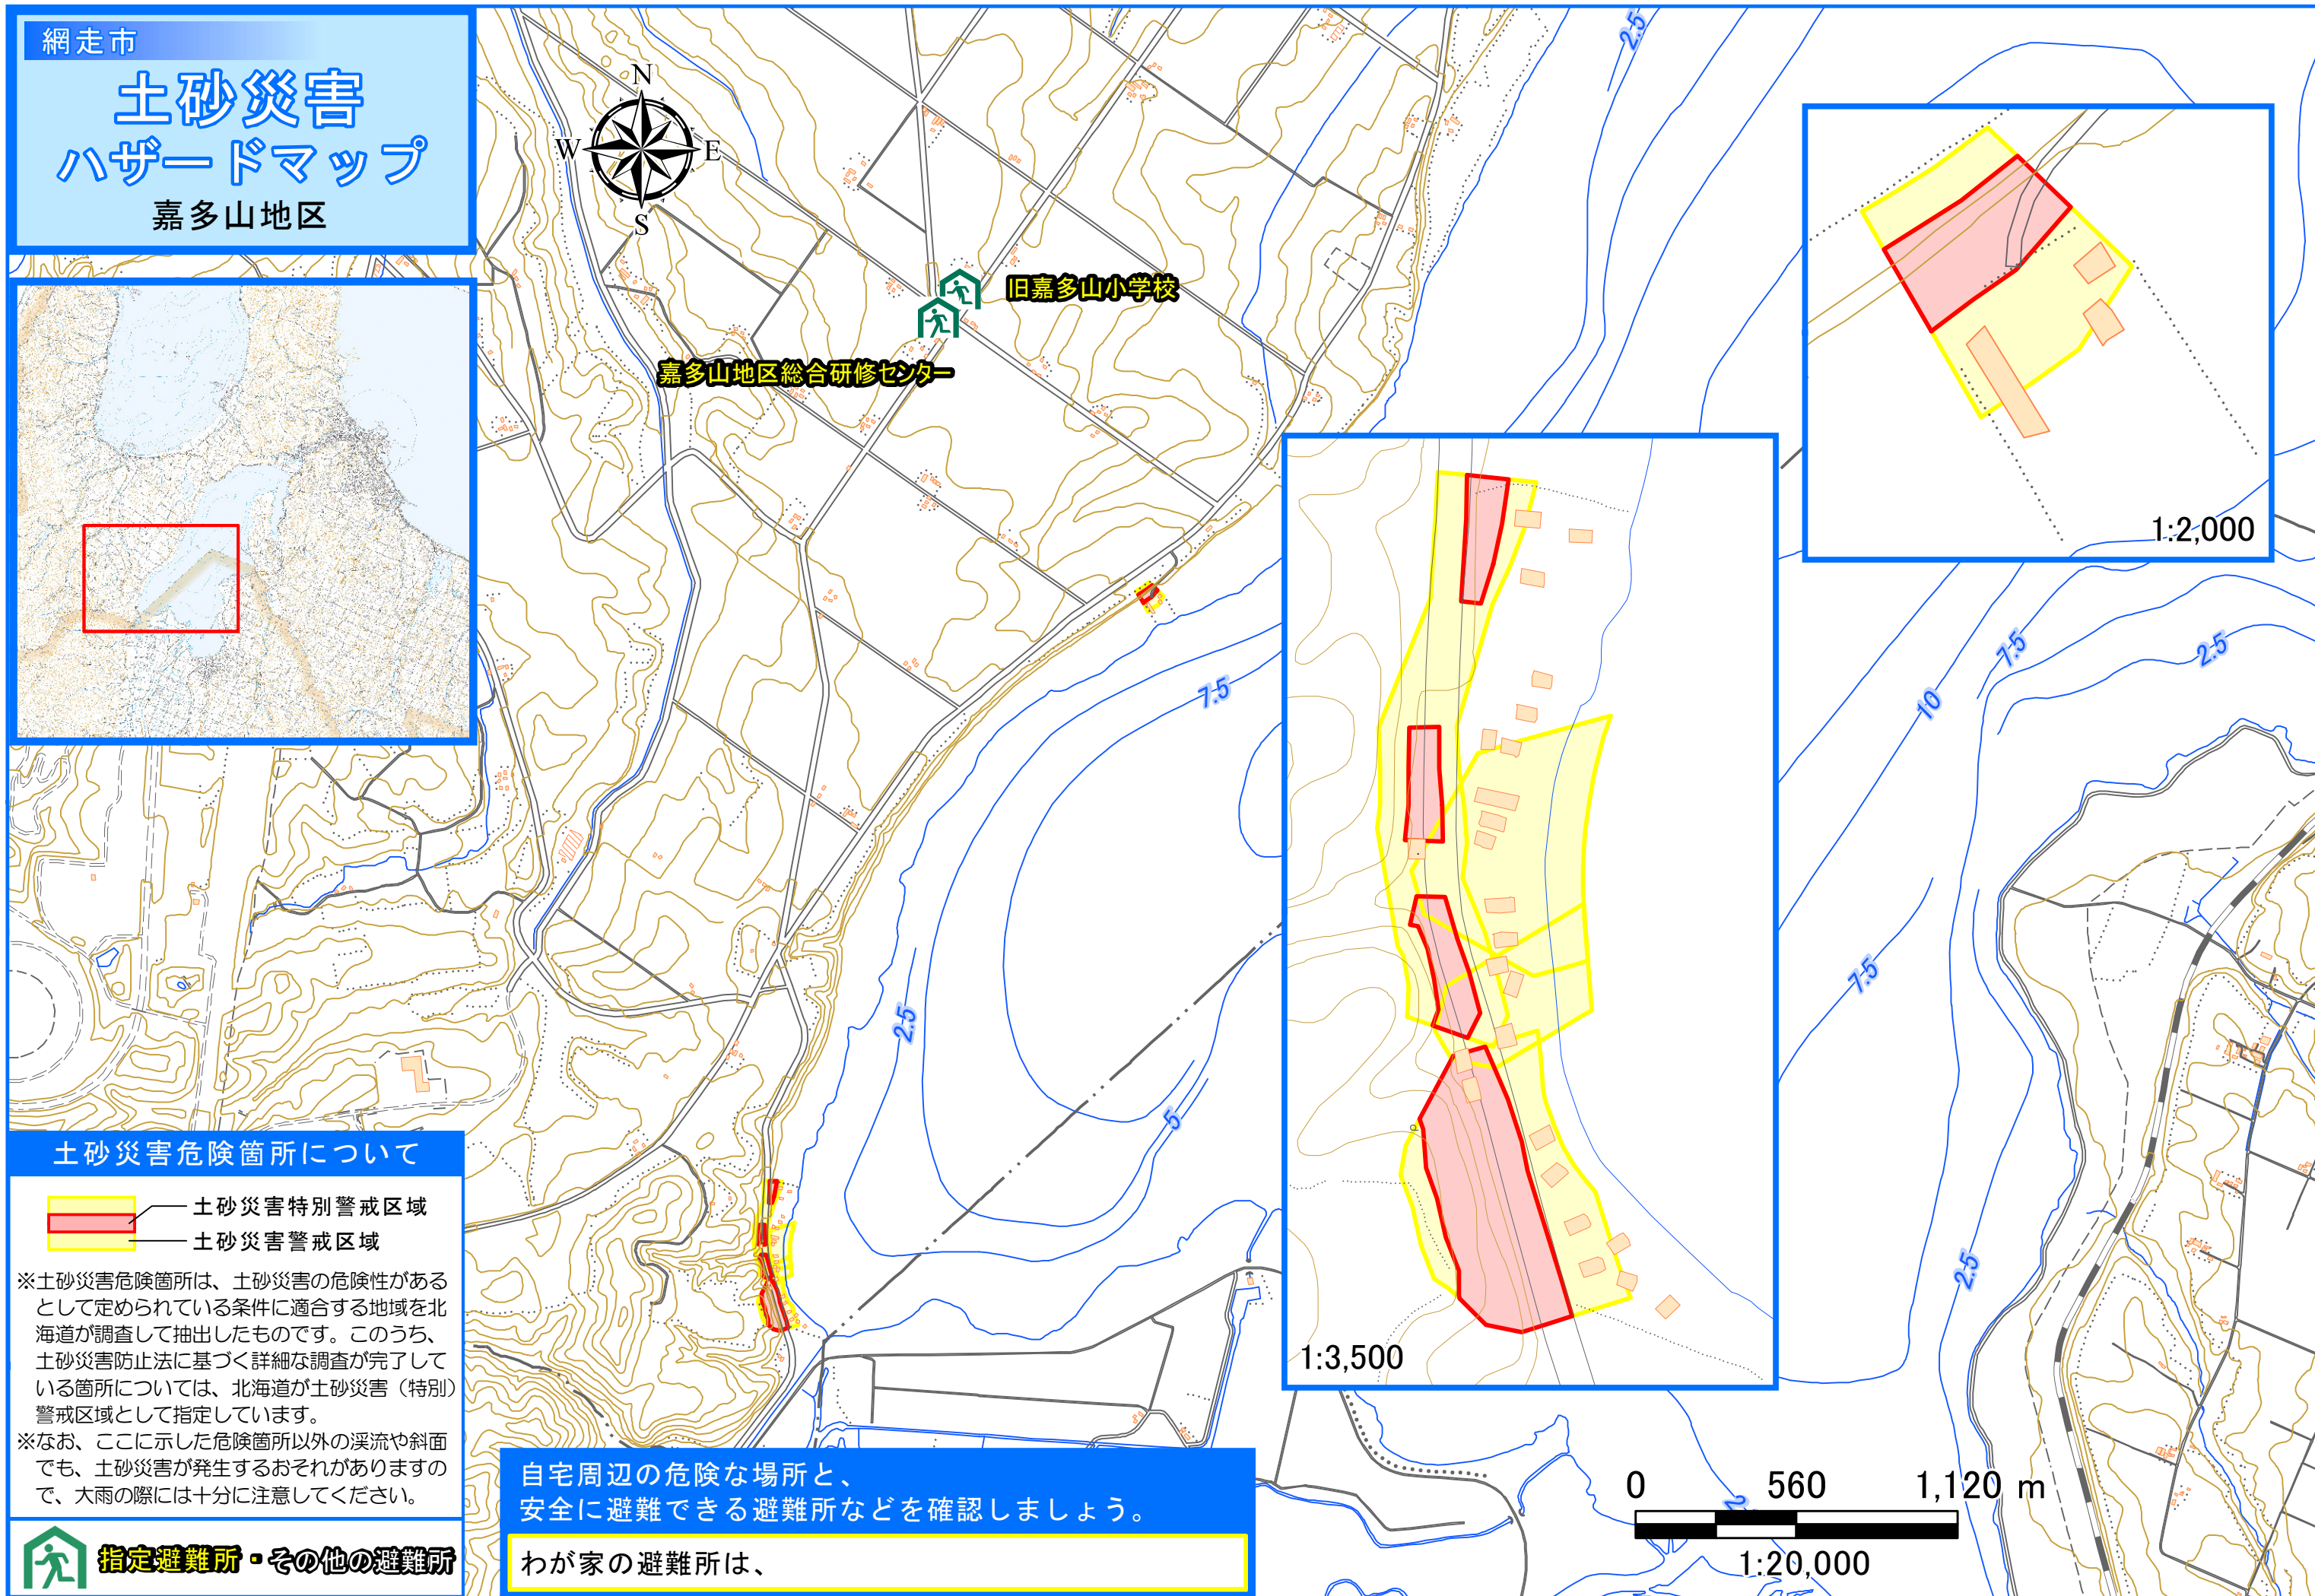 網走市
土砂災害
ハザードマップ
嘉多山地区
N
W
E
S
旧嘉多山小学校
嘉多山地区総合研修センター
2.5
1:2,000
7.5
7.5
2.5
10
7.5
2.5
5
2.5
2
1:3,500
土砂災害危険箇所について
土砂災害特別警戒区域
土砂災害警戒区域
※土砂災害危険箇所は、土砂災害の危険性がある
として定められている条件に適合する地域を北
海道が調査して抽出したものです。このうち、
土砂災害防止法に基づく詳細な調査が完了して
いる箇所については、北海道が土砂災害（特別）
警戒区域として指定しています。
※なお、ここに示した危険箇所以外の渓流や斜面
でも、土砂災害が発生するおそれがありますの
で、大雨の際には十分に注意してください。
指定避難所・その他の避難所
自宅周辺の危険な場所と、
安全に避難できる避難所などを確認しましょう。
わが家の避難所は、
0 560 1,120 m
1:20,000